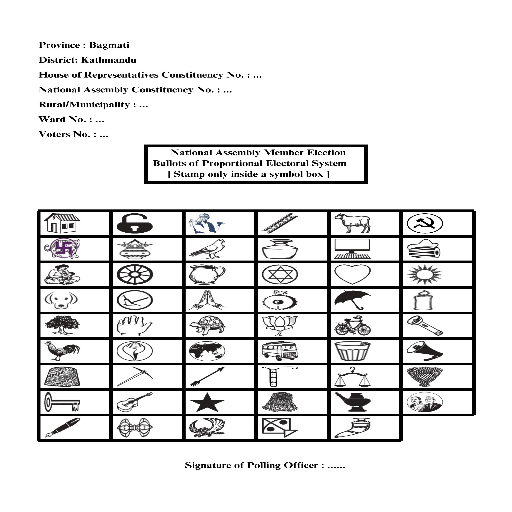 Province : Bagmati
District: Kathmandu
House of Representatives Constituency No. : ...
National Assembly Constituency No. : ...
Rural/Municipality : ...
Ward No. : ...
Voters No. : ...
National Assembly Member Election
Ballots of Proportional Electoral System
[ Stamp only inside a symbol box ]
Signature of Polling Officer : ......